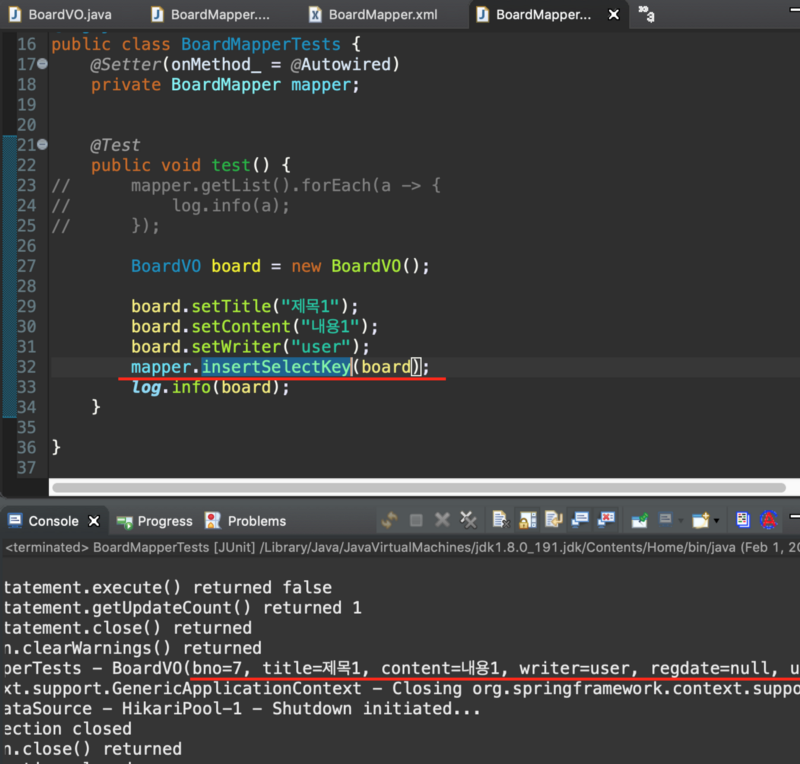 BoardVO.java BoardMapper.... BoardMapper.xml BoardMapper... 3
16 public class BoardMapperTests {
17 @Setter(onMethod_ = @Autowired)
18 private BoardMapper mapper;
19
20
21 @Test
22 public void test() {
23 // mapper.getList().forEach(a -> {
24 // log.info(a);
25 // });
26
27 BoardVO board = new BoardVO();
28
29 board.setTitle("제목1");
30 board.setContent("내용1");
31 board.setWriter("user");
32 mapper.insertSelectKey(board);
33 log.info(board);
34 }
35
36 }
37
Console Progress Problems
<terminated> BoardMapperTests [JUnit] /Library/Java/JavaVirtualMachines/jdk1.8.0_191.jdk/Contents/Home/bin/java (Feb 1, 20
tatement.execute() returned false
tatement.getUpdateCount() returned 1
tatement.close() returned
n.clearWarnings() returned
perTests - BoardVO(bno=7, title=제목1, content=내용1, writer=user, regdate=null, u
xt.support.GenericApplicationContext - Closing org.springframework.context.suppo
ataSource - HikariPool-1 - Shutdown initiated...
ection closed
n.close() returned